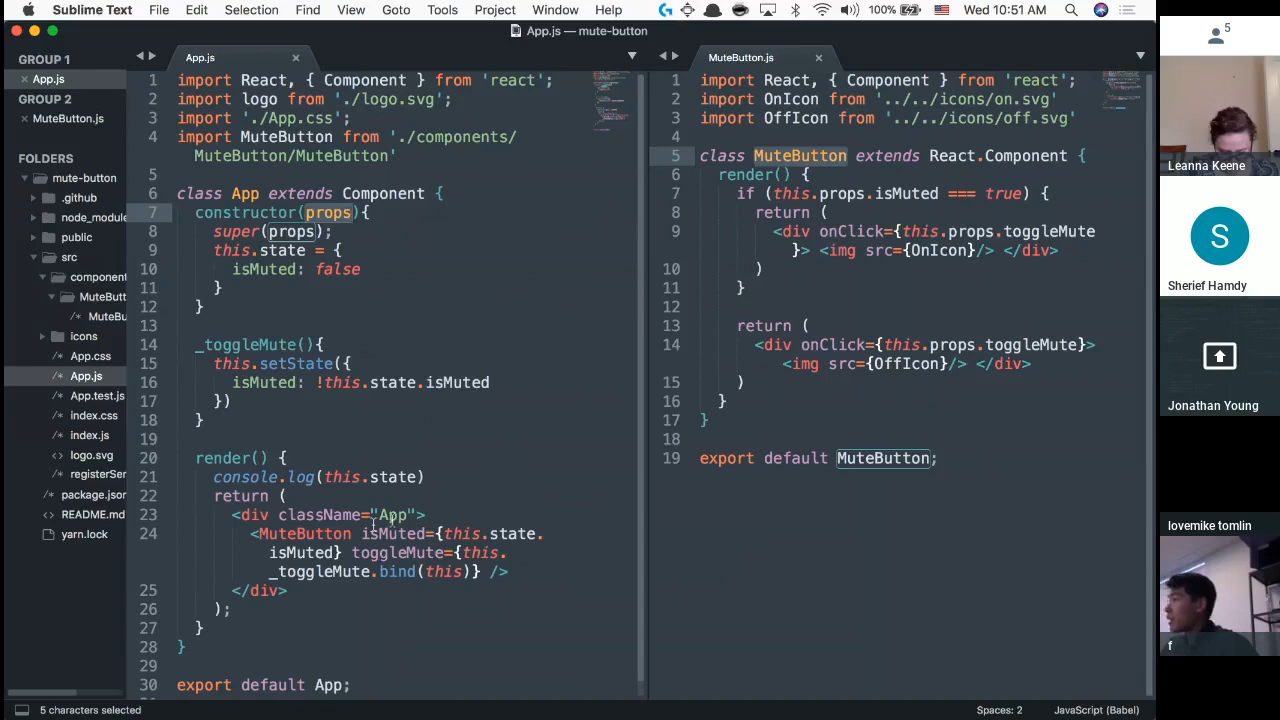 Sublime Text File Edit Selection Find View Goto Tools Project Window Help 100% Wed 10:51 AM
App.js — mute-button
GROUP 1
App.js
GROUP 2
MuteButton.js
FOLDERS
mute-button
.github
node_module
public
src
component
MuteButt
MuteBu
icons
App.css
App.js
App.test.js
index.css
index.js
logo.svg
registerSer
package.json
README.md
yarn.lock
App.js
1 import React, { Component } from 'react';
2 import logo from './logo.svg';
3 import './App.css';
4 import MuteButton from './components/
MuteButton/MuteButton'
5
6 class App extends Component {
7 constructor(props){
8 super(props);
9 this.state = {
10 isMuted: false
11 }
12 }
13
14 _toggleMute(){
15 this.setState({
16 isMuted: !this.state.isMuted
17 })
18 }
19
20 render() {
21 console.log(this.state)
22 return (
23 <div className="App">
24 <MuteButton isMuted={this.state.
isMuted} toggleMute={this.
_toggleMute.bind(this)} />
25 </div>
26 );
27 }
28 }
29
30 export default App;
MuteButton.js
1 import React, { Component } from 'react';
2 import OnIcon from '../../icons/on.svg'
3 import OffIcon from '../../icons/off.svg'
4
5 class MuteButton extends React.Component {
6 render() {
7 if (this.props.isMuted === true) {
8 return (
9 <div onClick={this.props.toggleMute
}> <img src={OnIcon}/> </div>
10 )
11 }
12
13 return (
14 <div onClick={this.props.toggleMute}>
<img src={OffIcon}/> </div>
15 )
16 }
17 }
18
19 export default MuteButton;
5 characters selected
Spaces: 2 JavaScript (Babel)
5
Leanna Keene
S
Sherief Hamdy
Jonathan Young
lovemike tomlin
f